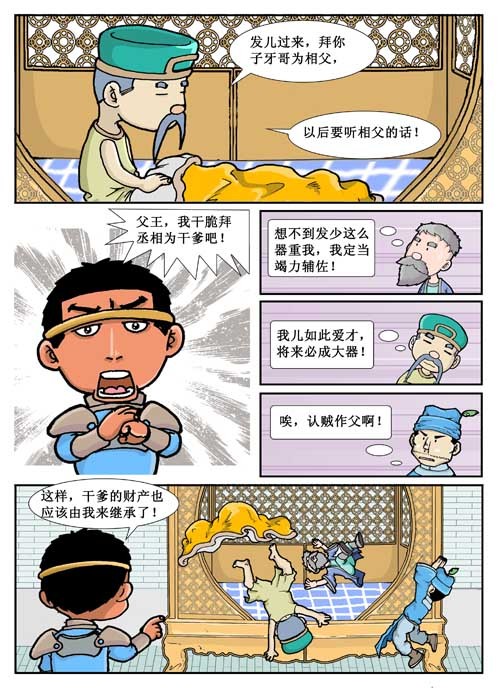 发儿过来，拜你
子牙哥为相父，
以后要听相父的话！
父王，我干脆拜
丞相为干爹吧！
想不到发少这么
器重我，我定当
竭力辅佐！
我儿如此爱才，
将来必成大器！
唉，认贼作父啊！
这样，干爹的财产也
应该由我来继承了！